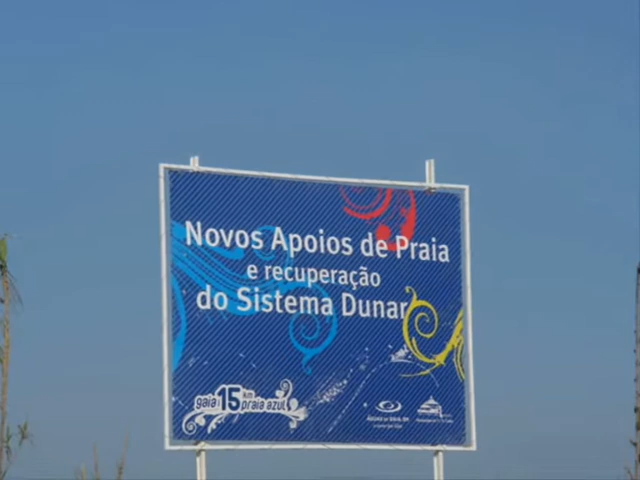 Novos Apoios de Praia
e recuperação
do Sistema Dunar
gaia 15 km praia azul